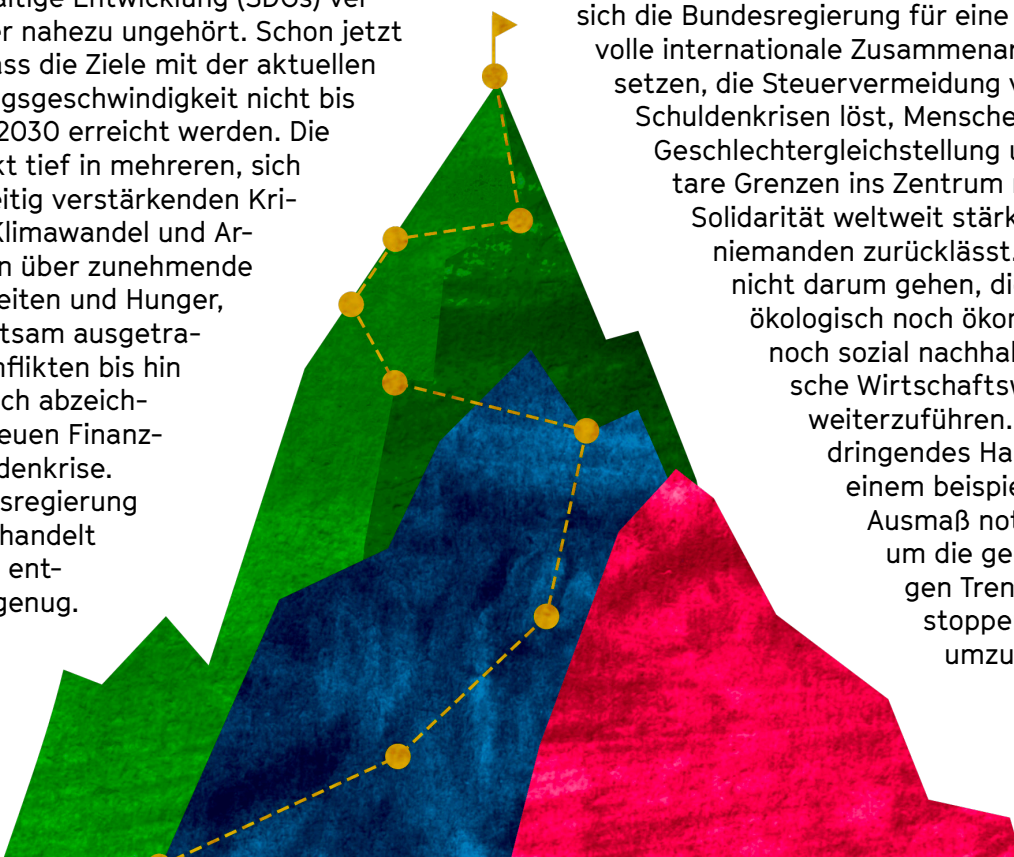 altige Entwicklung (SDGs) ver
r nahezu ungehört. Schon jetzt
ass die Ziele mit der aktuellen
gsgeschwindigkeit nicht bis
2030 erreicht werden. Die
kt tief in mehreren, sich
eitig verstärkenden Kri-
Klimawandel und Ar-
n über zunehmende
eiten und Hunger,
tsam ausgetra-
nflikten bis hin
ch abzeich-
euen Finanz-
denkrise.
sregierung
handelt
ent-
genug.
sich die Bundesregierung für eine
volle internationale Zusammenar
setzen, die Steuervermeidung v
Schuldenkrisen löst, Mensche
Geschlechtergleichstellung u
tare Grenzen ins Zentrum
Solidarität weltweit stärk
niemanden zurücklässt.
nicht darum gehen, di
ökologisch noch ökon
noch sozial nachhal
sche Wirtschaftsw
weiterzuführen.
dringendes Ha
einem beispie
Ausmaß not
um die ge
gen Tren
stoppe
umzu